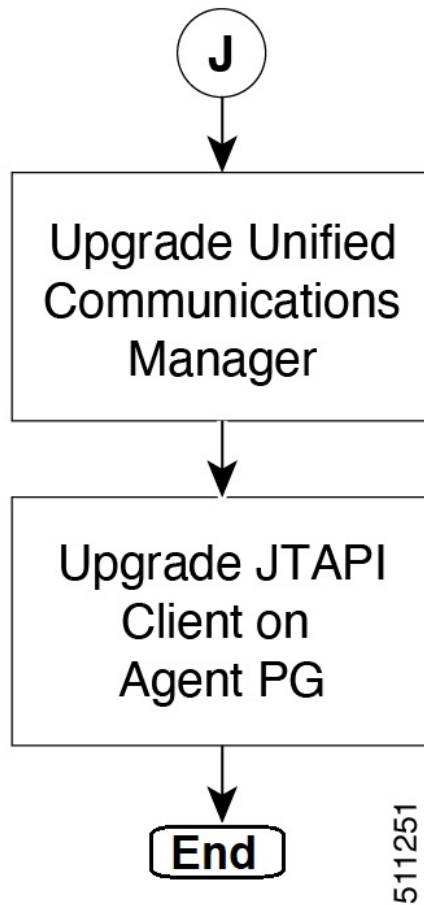 J
Upgrade Unified
Communications
Manager
Upgrade JTAPI
Client on
Agent PG
End
511251